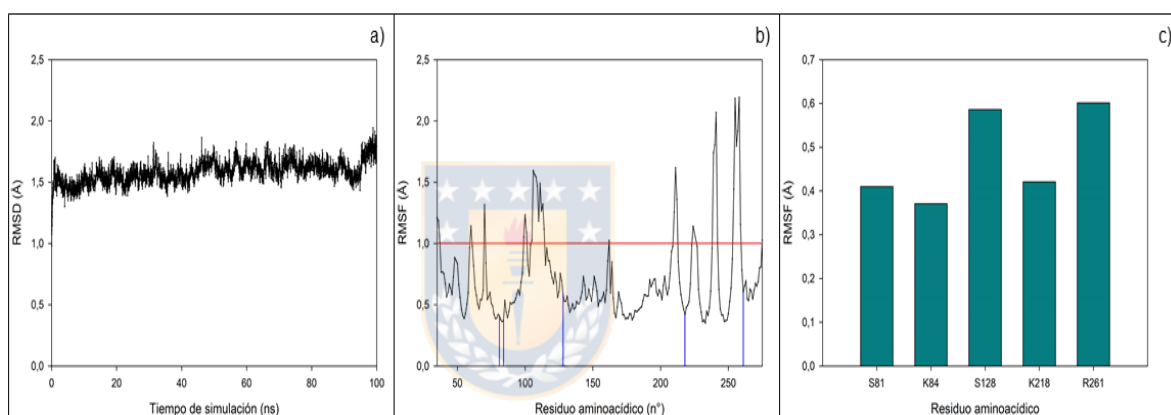 a)
2,5
2,0
1,5
1,0
0,5
0,0
RMSD (Å)
0 20 40 60 80 100
Tiempo de simulación (ns)
b)
2,5
2,0
1,5
1,0
0,5
0,0
RMSF (Å)
50 100 150 200 250
Residuo aminoacídico (n°)
c)
0,7
0,6
0,5
0,4
0,3
0,2
0,1
0,0
RMSF (Å)
S81 K84 S128 K218 R261
Residuo aminoacídico